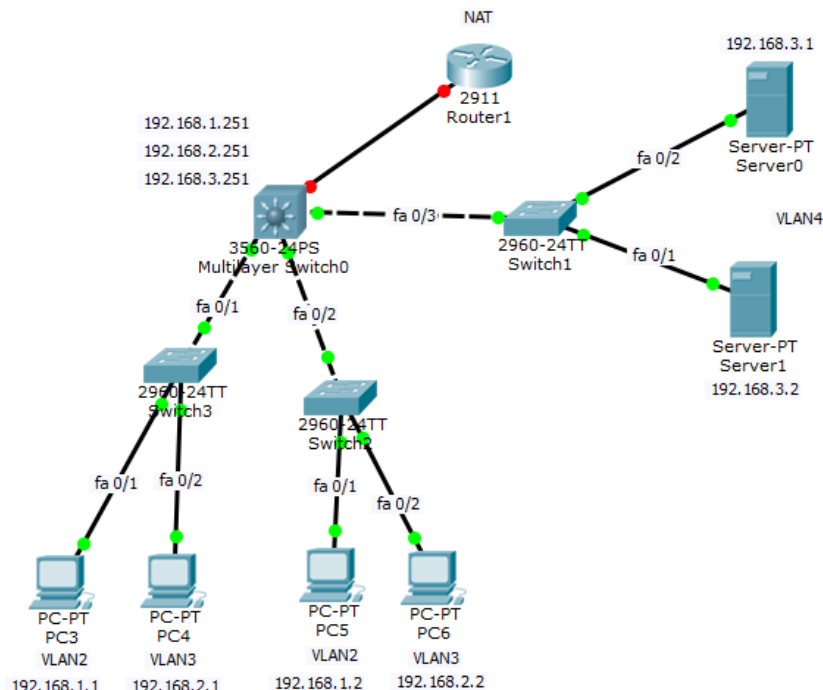 NAT
2911
Router1
192.168.3.1
Server-PT
Server0
192.168.1.251
192.168.2.251
192.168.3.251
3560-24PS
Multilayer Switch0
fa 0/3
2960-24TT
Switch1
fa 0/2
VLAN4
fa 0/1
Server-PT
Server1
192.168.3.2
fa 0/1
fa 0/2
2960-24TT
Switch3
2960-24TT
Switch2
fa 0/1
fa 0/2
fa 0/1
fa 0/2
PC-PT
PC3
VLAN2
192.168.1.1
PC-PT
PC4
VLAN3
192.168.2.1
PC-PT
PC5
VLAN2
192.168.1.2
PC-PT
PC6
VLAN3
192.168.2.2